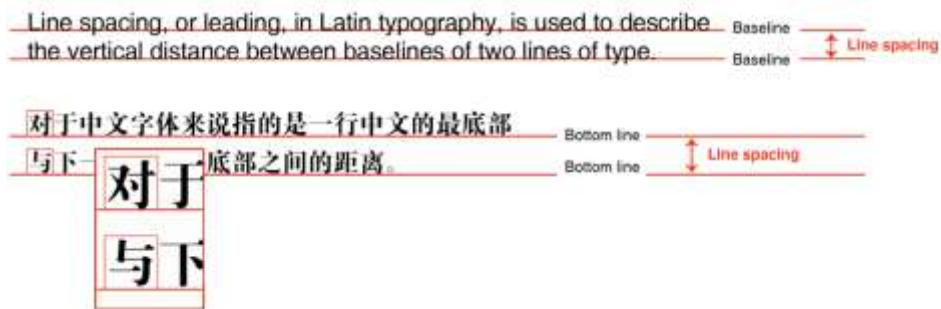 Line spacing, or leading, in Latin typography, is used to describe
Baseline
the vertical distance between baselines of two lines of type.
Baseline
Line spacing
对于中文字体来说指的是一行中文的最底部
Bottom line
与下一
底部之间的距离。
Bottom line
Line spacing
对于
与下